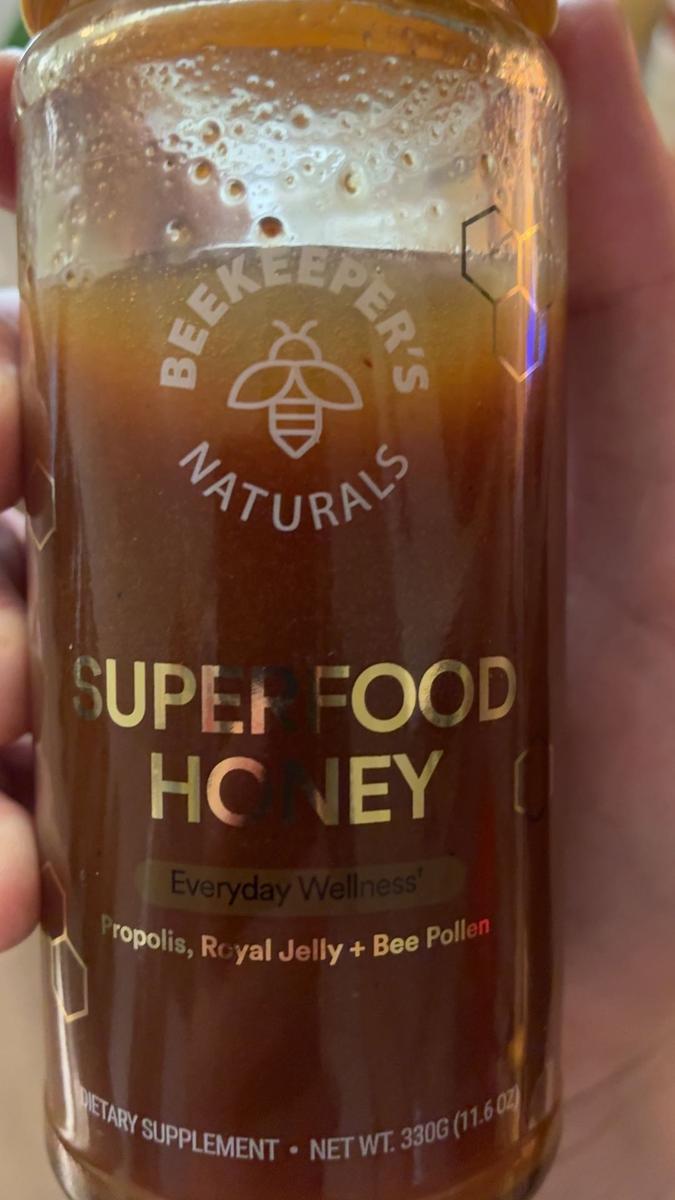 BEEKEEPER'S
NATURALS
SUPERFOOD
HONEY
Everyday Wellness†
Propolis, Royal Jelly + Bee Pollen
DIETARY SUPPLEMENT • NET WT. 330G (11.6 OZ)